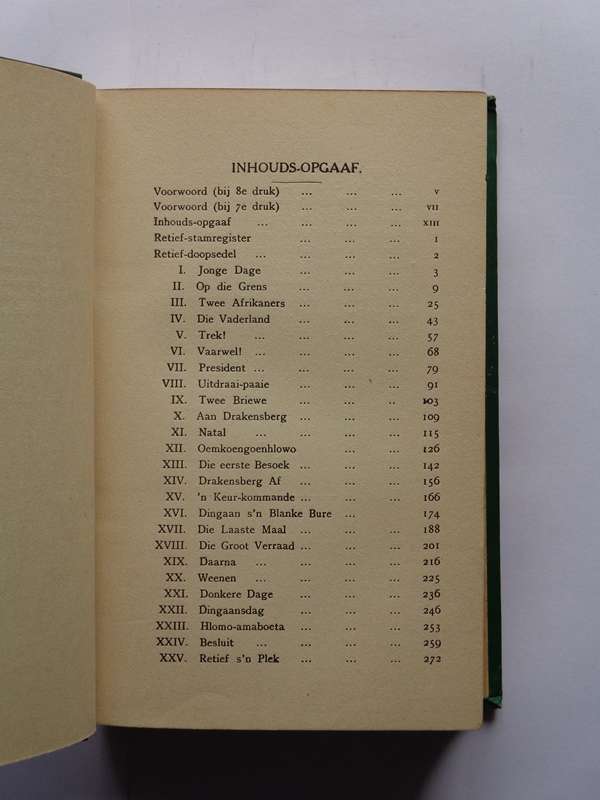 INHOUDS-OPGAAF.
Voorwoord (bij 8e druk) ... ... ... v
Voorwoord (bij 7e druk) ... ... ... VII
Inhouds-opgaaf ... ... ... XIII
Retief-stamregister ... ... ... 1
Retief-doopsedel ... ... ... ... 2
I. Jonge Dage ... ... ... 3
II. Op die Grens ... ... ... 9
III. Twee Afrikaners ... ... ... 25
IV. Die Vaderland ... ... ... 43
V. Trek! ... ... ... ... 57
VI. Vaarwel! ... ... ... ... 68
VII. President ... ... ... ... 79
VIII. Uitdraai-paaie ... ... ... 91
IX. Twee Briewe ... ... .. 103
X. Aan Drakensberg ... ... ... 109
XI. Natal ... ... ... ... 115
XII. Oemkoengoenhlowo ... ... 126
XIII. Die eerste Besoek ... ... ... 142
XIV. Drakensberg Af ... ... ... 156
XV. 'n Keur-kommande ... ... ... 166
XVI. Dingaan s'n Blanke Bure ... ... 174
XVII. Die Laaste Maal ... ... ... 188
XVIII. Die Groot Verraad ... ... ... 201
XIX. Daarna ... ... ... ... 216
XX. Weenen ... ... ... ... 225
XXI. Donkere Dage ... ... ... 236
XXII. Dingaansdag ... ... ... 246
XXIII. Hlomo-amaboeta ... ... ... 253
XXIV. Besluit ... ... ... ... 259
XXV. Retief s'n Plek ... ... ... 272